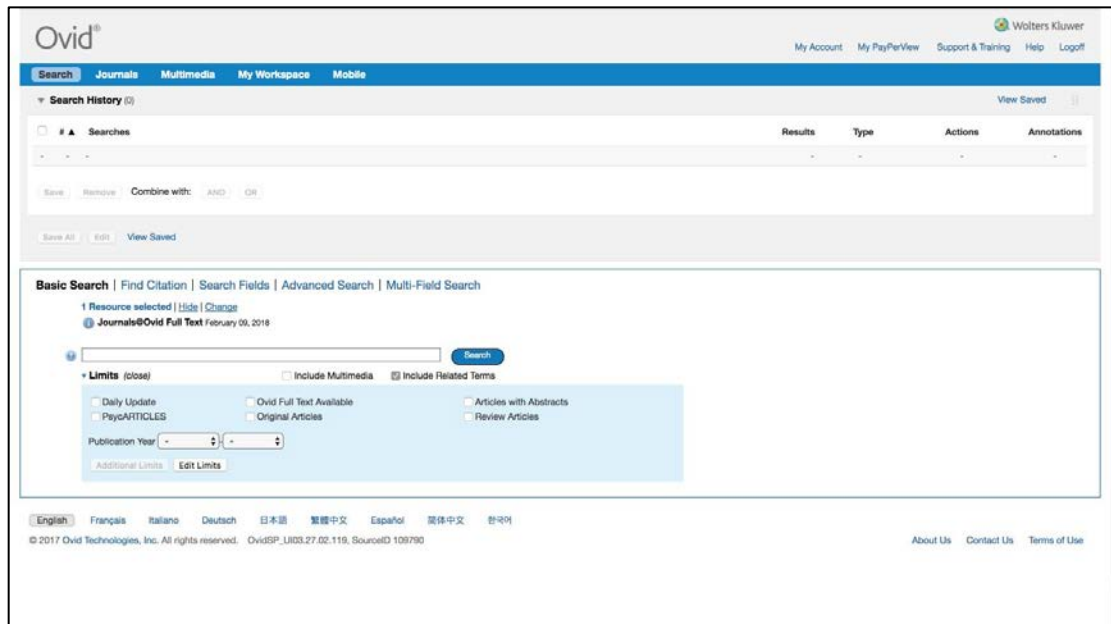 Ovid®
Wolters Kluwer
My Account My PayPerView Support & Training Help Logoff
Search Journals Multimedia My Workspace Mobile
▼ Search History (0) View Saved
# ▲ Searches Results Type Actions Annotations
- - - - - - -
Save Remove Combine with: AND OR
Save All Edit View Saved
Basic Search | Find Citation | Search Fields | Advanced Search | Multi-Field Search
1 Resource selected | Hide | Change
Journals@Ovid Full Text February 09, 2018
Search
▾ Limits (close) Include Multimedia Include Related Terms
Daily Update Ovid Full Text Available Articles with Abstracts
PsycARTICLES Original Articles Review Articles
Publication Year - - -
Additional Limits Edit Limits
English Français Italiano Deutsch 日本語 繁體中文 Español 简体中文 한국어
© 2017 Ovid Technologies, Inc. All rights reserved. OvidSP_UI03.27.02.119, SourceID 109790 About Us Contact Us Terms of Use